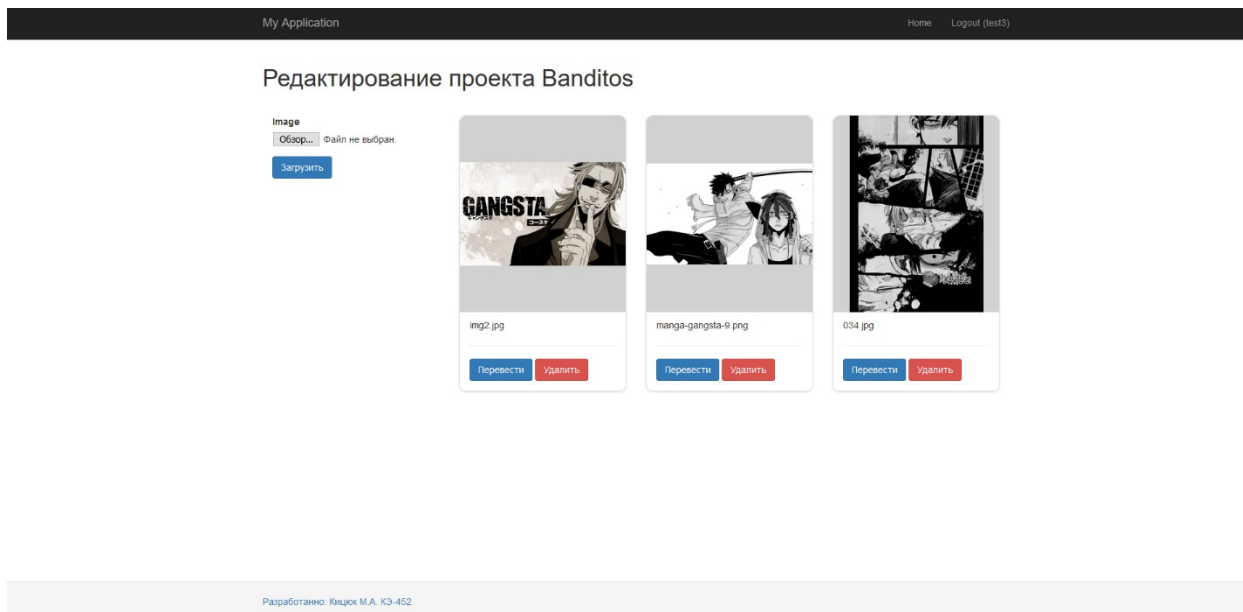 My Application
Home Logout (test3)
Редактирование проекта Banditos
Image
Обзор... Файл не выбран.
Загрузить
GANGSTA.
img2.jpg
manga-gangsta-9.png
034.jpg
Перевести Удалить
Перевести Удалить
Перевести Удалить
Разработанно: Кицюк М.А. КЭ-452